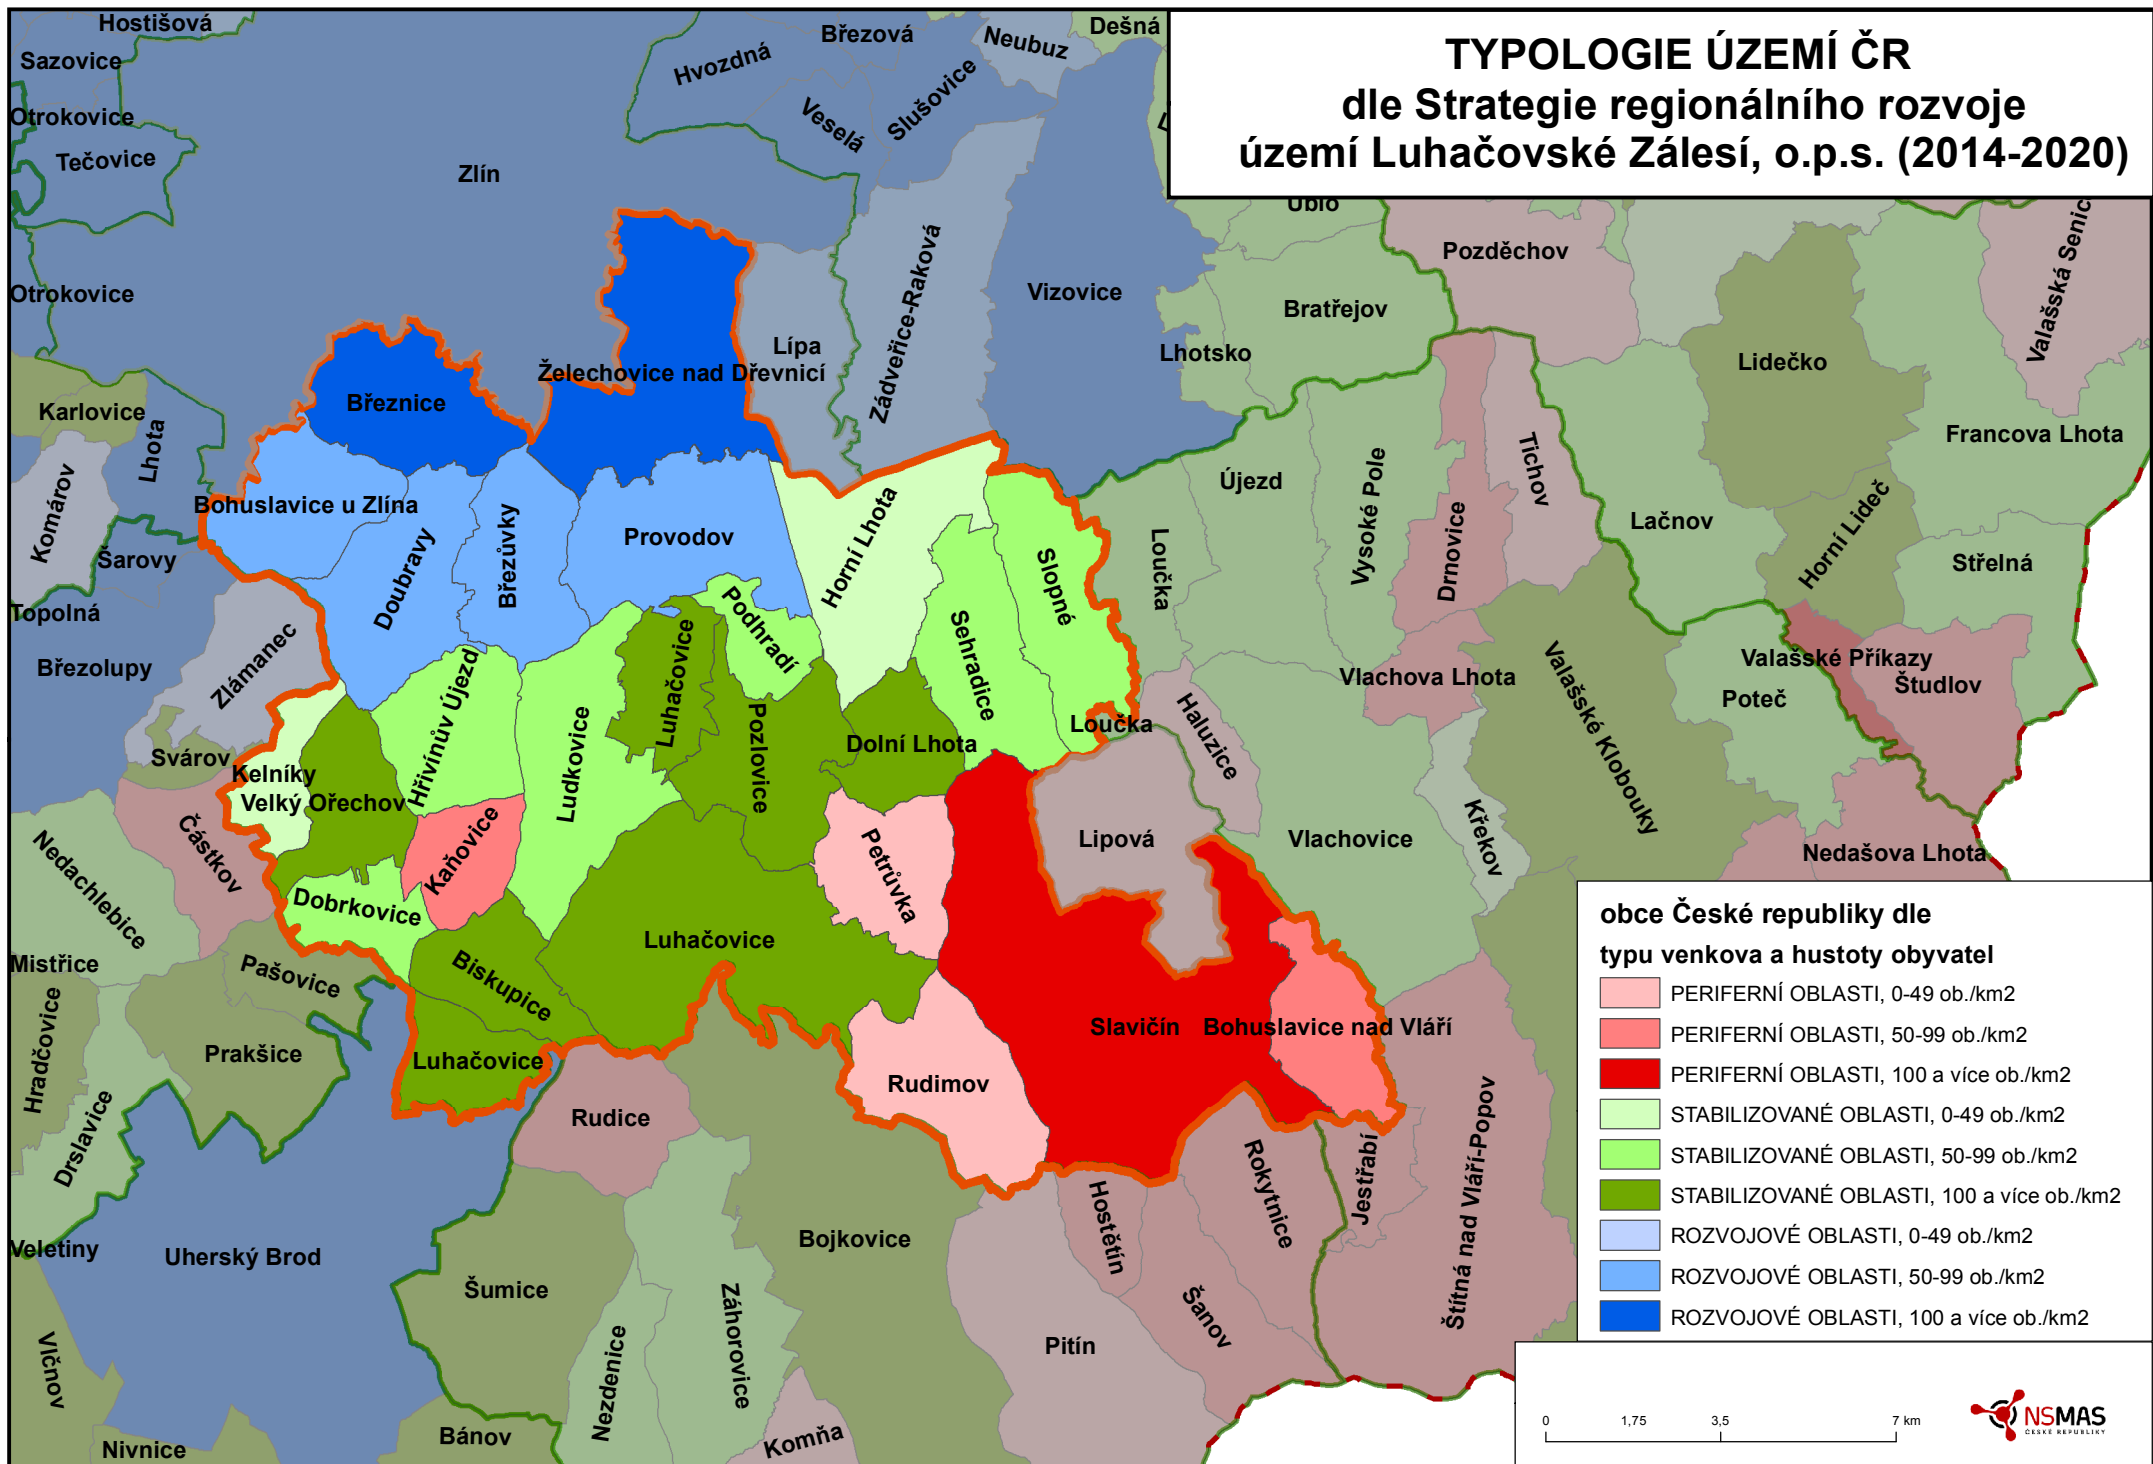 TYPOLOGIE ÚZEMÍ ČR
dle Strategie regionálního rozvoje
území Luhačovské Zálesí, o.p.s. (2014-2020)
Hostišová
Sazovice
Otrokovice
Tečovice
Zlín
Hvozdná
Březová
Veselá
Slušovice
Neubuz
Dešná
Otrokovice
Ublo
Pozděchov
Valašská Senic
Bratřejov
Vizovice
Lhotsko
Zádveřice-Raková
Lípa
Želechovice nad Dřevnicí
Březnice
Karlovice
Lhota
Komárov
Bohuslavice u Zlína
Doubravy
Březůvky
Provodov
Horní Lhota
Slopné
Sehradice
Podhradí
Loučka
Újezd
Vysoké Pole
Drnovice
Tichov
Lačnov
Lidečko
Francova Lhota
Horní Lideč
Střelná
Šarovy
Topolná
Březolupy
Zlámanec
Svárov
Kelníky
Velký Ořechov
Hřivínův Újezd
Ludkovice
Luhačovice
Pozlovice
Dolní Lhota
Loučka
Haluzice
Vlachova Lhota
Valašské Klobouky
Valašské Příkazy
Poteč
Študlov
Částkov
Kaňovice
Petrůvka
Lipová
Vlachovice
Křekov
Nedašova Lhota
Nedachlebice
Dobrkovice
Biskupice
Luhačovice
Mistřice
Pašovice
Hradčovice
Prakšice
Luhačovice
Rudimov
Slavičín
Bohuslavice nad Vláří
Drslavice
Rudice
Rokytnice
Jestřabí
Štítná nad Vláří-Popov
Hostětín
Veletiny
Uherský Brod
Bojkovice
Šumice
Záhorovice
Nezdenice
Šanov
Pitín
Vlčnov
Nivnice
Bánov
Komňa
obce České republiky dle
typu venkova a hustoty obyvatel
PERIFERNÍ OBLASTI, 0-49 ob./km2
PERIFERNÍ OBLASTI, 50-99 ob./km2
PERIFERNÍ OBLASTI, 100 a více ob./km2
STABILIZOVANÉ OBLASTI, 0-49 ob./km2
STABILIZOVANÉ OBLASTI, 50-99 ob./km2
STABILIZOVANÉ OBLASTI, 100 a více ob./km2
ROZVOJOVÉ OBLASTI, 0-49 ob./km2
ROZVOJOVÉ OBLASTI, 50-99 ob./km2
ROZVOJOVÉ OBLASTI, 100 a více ob./km2
0 1,75 3,5 7 km
NSMAS
ČESKÉ REPUBLIKY